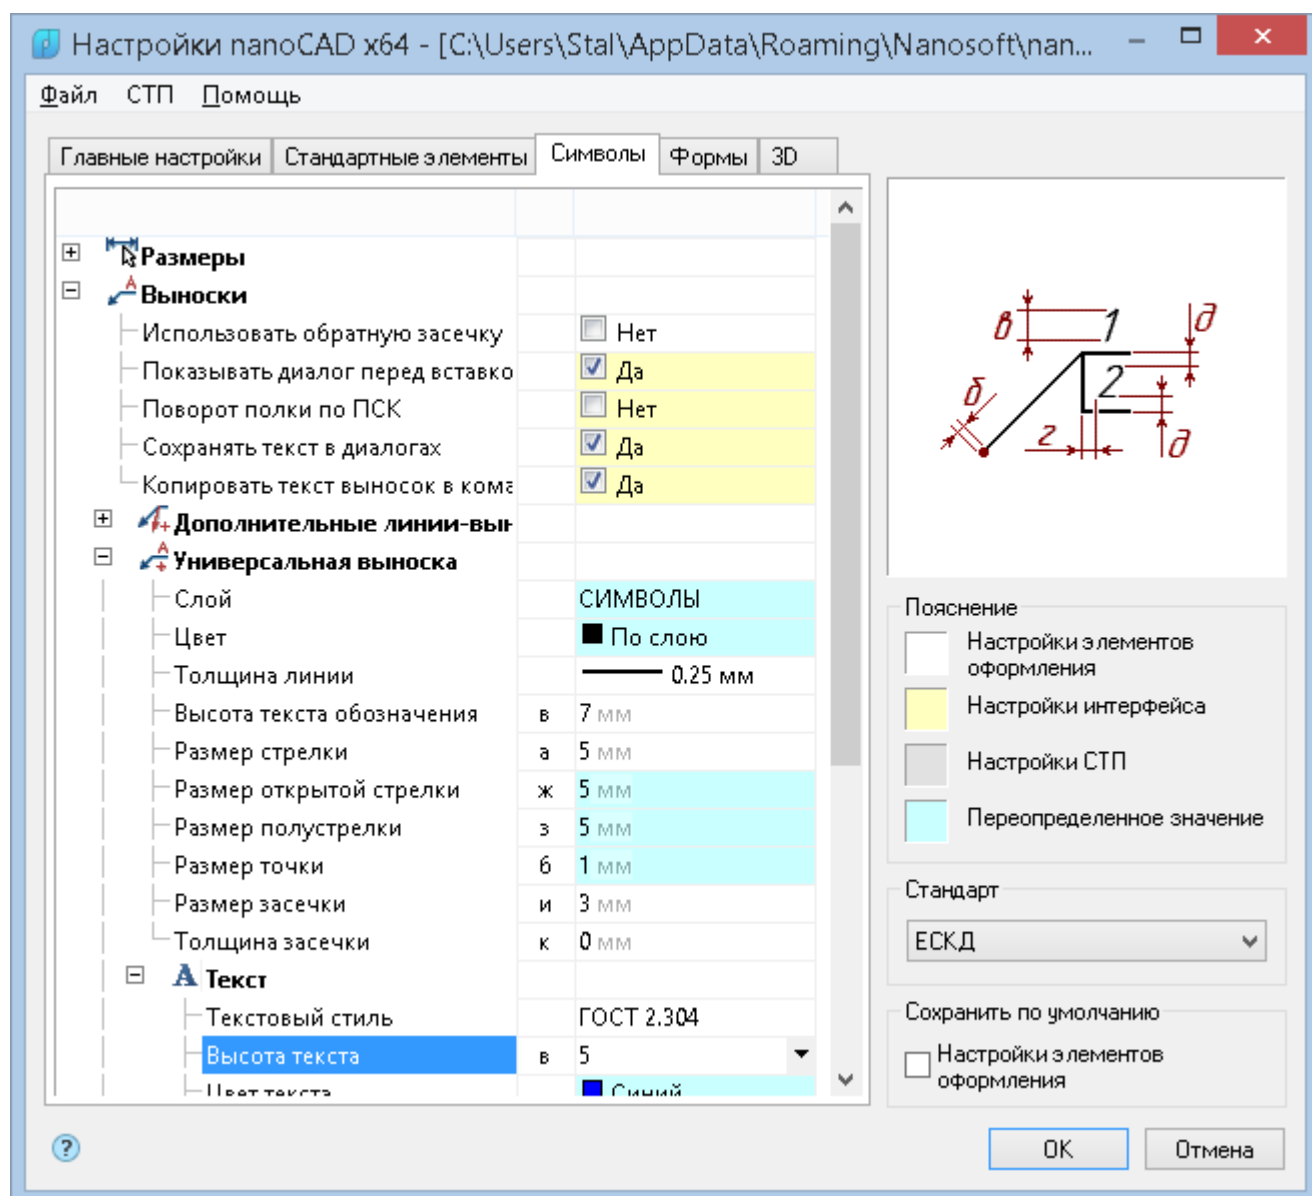 Настройки nanoCAD x64 - [C:\Users\Stal\AppData\Roaming\Nanosoft\nan...
Файл СТП Помощь
Главные настройки Стандартные элементы Символы Формы 3D
Размеры
Выноски
Использовать обратную засечку Нет
Показывать диалог перед вставко Да
Поворот полки по ПСК Нет
Сохранять текст в диалогах Да
Копировать текст выносок в кома Да
Дополнительные линии-вын
Универсальная выноска
Слой СИМВОЛЫ
Цвет По слою
Толщина линии 0.25 мм
Высота текста обозначения в 7 мм
Размер стрелки а 5 мм
Размер открытой стрелки ж 5 мм
Размер полустрелки з 5 мм
Размер точки б 1 мм
Размер засечки и 3 мм
Толщина засечки к 0 мм
Текст
Текстовый стиль ГОСТ 2.304
Высота текста в 5
Цвет текста Синий
в 1 д
2
б
г д
Пояснение
Настройки элементов
оформления
Настройки интерфейса
Настройки СТП
Переопределенное значение
Стандарт
ЕСКД
Сохранить по умолчанию
Настройки элементов
оформления
?
OK Отмена